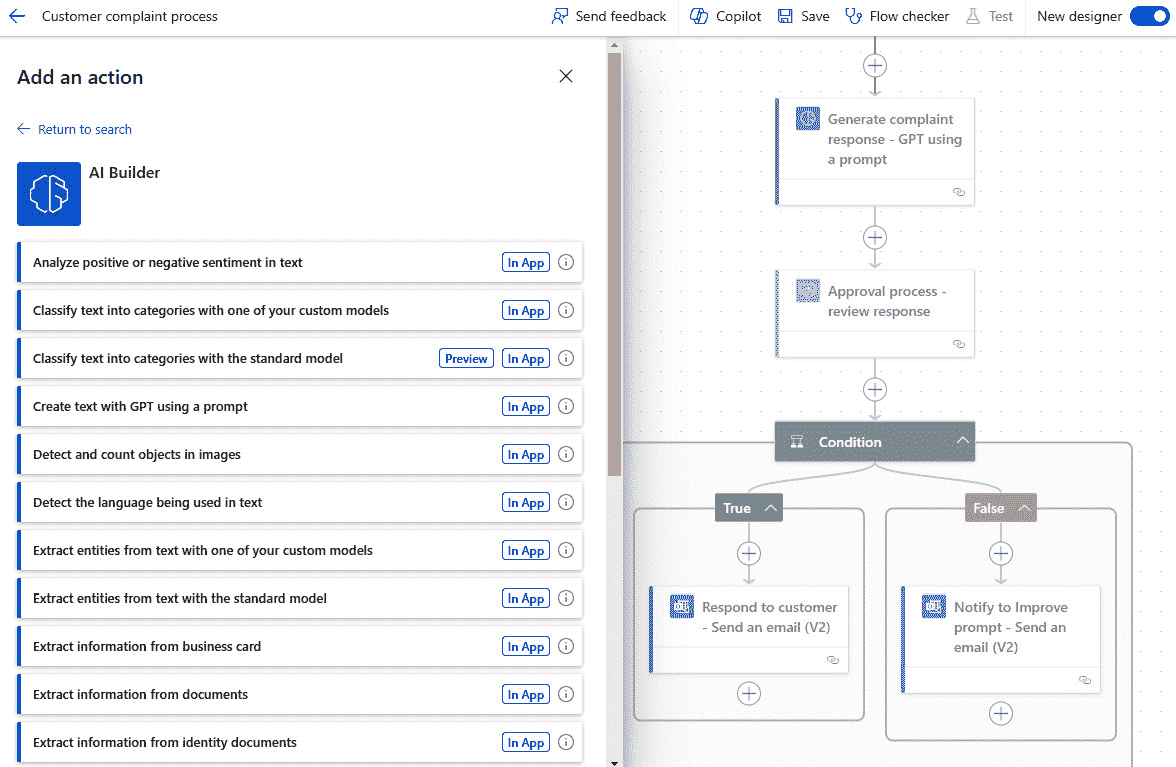 Customer complaint process
Send feedback
Copilot
Save
Flow checker
Test
New designer
Add an action
Return to search
AI Builder
Analyze positive or negative sentiment in text
In App
Classify text into categories with one of your custom models
In App
Classify text into categories with the standard model
Preview
In App
Create text with GPT using a prompt
In App
Detect and count objects in images
In App
Detect the language being used in text
In App
Extract entities from text with one of your custom models
In App
Extract entities from text with the standard model
In App
Extract information from business card
In App
Extract information from documents
In App
Extract information from identity documents
In App
Generate complaint
response - GPT using
a prompt
Approval process -
review response
Condition
True
Respond to customer
- Send an email (V2)
False
Notify to Improve
prompt - Send an
email (V2)